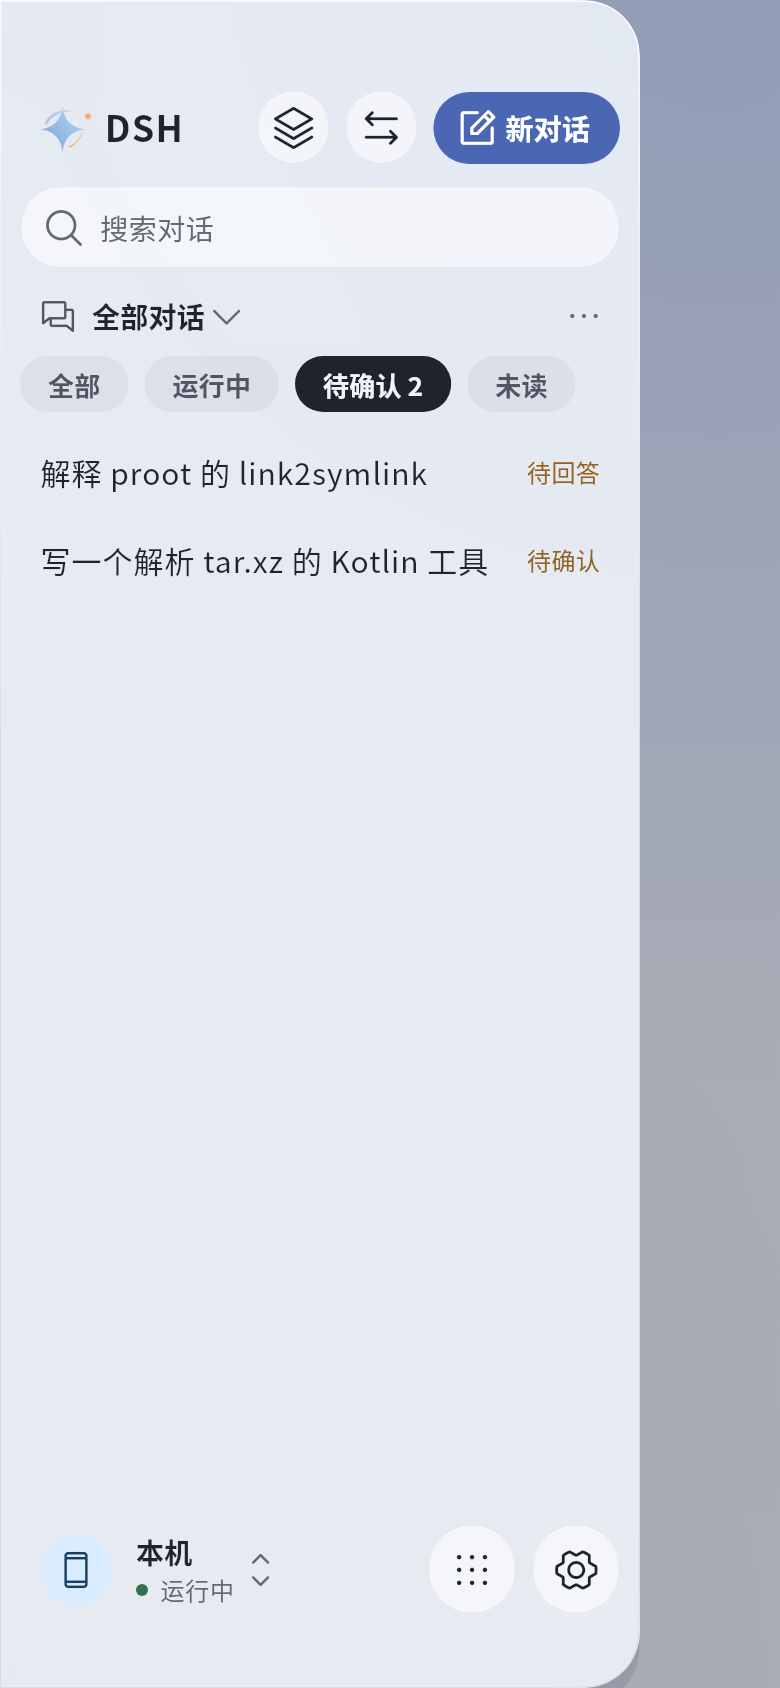 DSH
新对话
搜索对话
全部对话
全部 运行中 待确认 2 未读
解释 proot 的 link2symlink 待回答
写一个解析 tar.xz 的 Kotlin 工具 待确认
本机
运行中